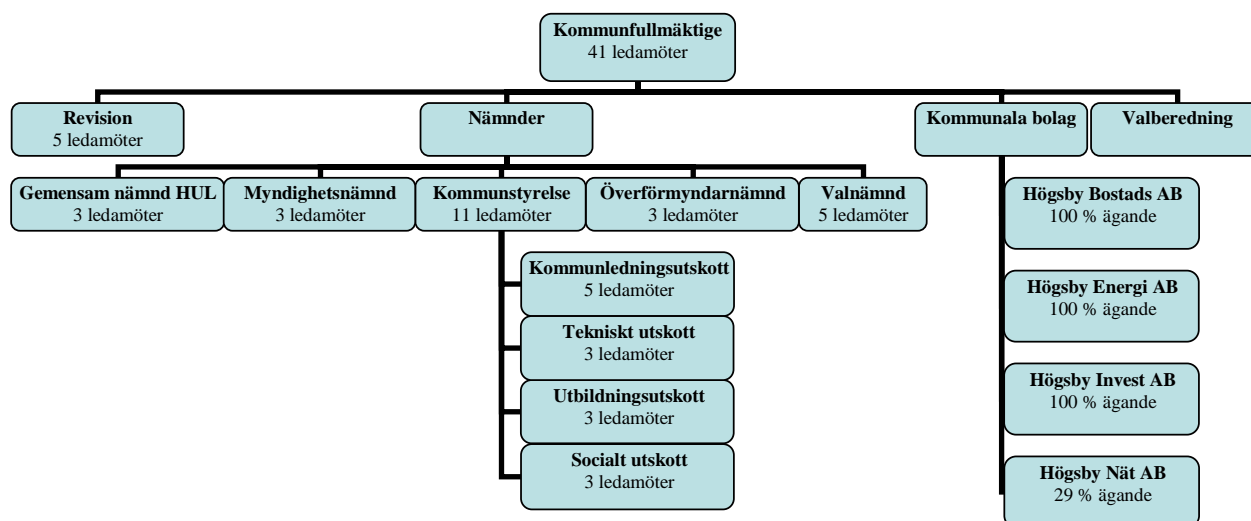 Kommunfullmäktige
41 ledamöter
Revision
5 ledamöter
Nämnder
Kommunala bolag
Valberedning
Gemensam nämnd HUL
3 ledamöter
Myndighetsnämnd
3 ledamöter
Kommunstyrelse
11 ledamöter
Överförmyndarnämnd
3 ledamöter
Valnämnd
5 ledamöter
Kommunledningsutskott
5 ledamöter
Tekniskt utskott
3 ledamöter
Utbildningsutskott
3 ledamöter
Socialt utskott
3 ledamöter
Högsby Bostads AB
100 % ägande
Högsby Energi AB
100 % ägande
Högsby Invest AB
100 % ägande
Högsby Nät AB
29 % ägande